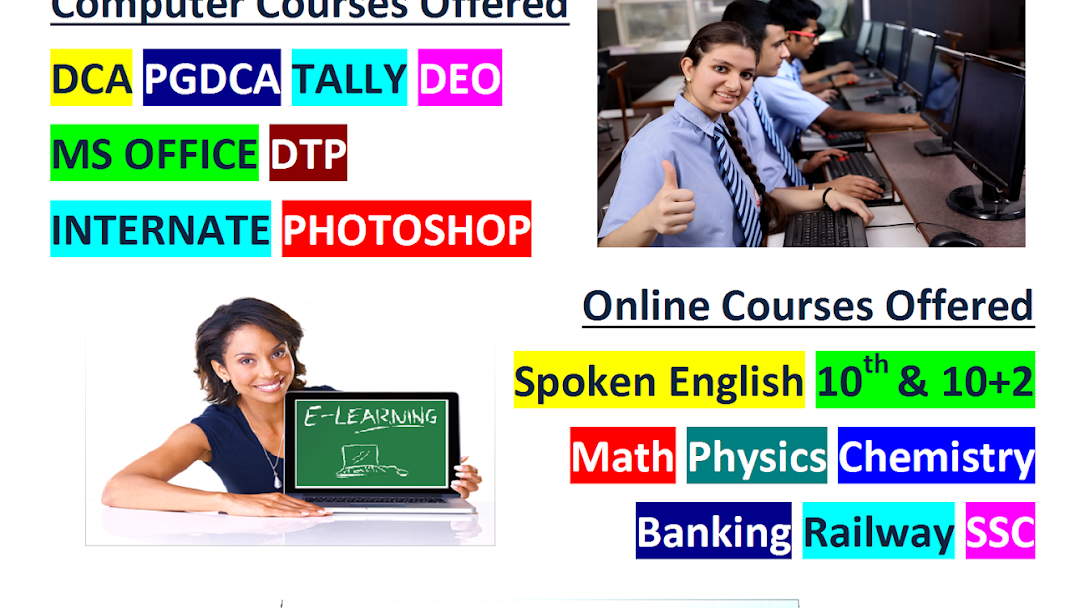 Computer Courses Offered
DCA PGDCA TALLY DEO
MS OFFICE DTP
INTERNATE PHOTOSHOP
E-LEARNING
Online Courses Offered
Spoken English 10th & 10+2
Math Physics Chemistry
Banking Railway SSC